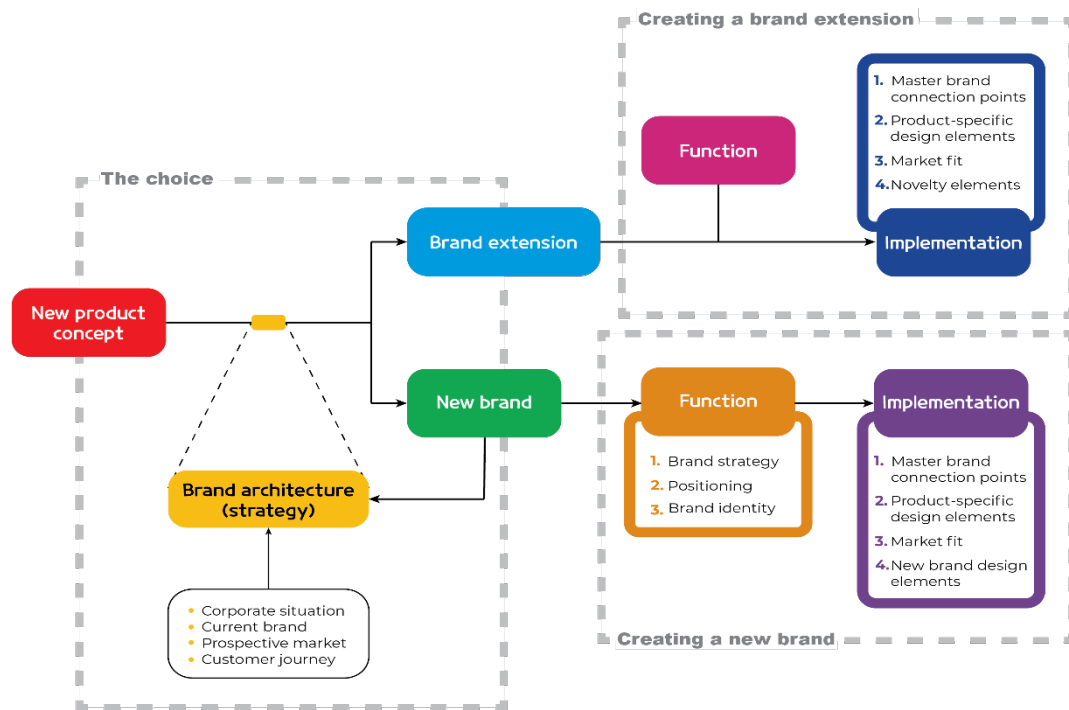 Creating a brand extension
1. Master brand
connection points
2. Product-specific
design elements
3. Market fit
4. Novelty elements
Function
Implementation
The choice
Brand extension
New product
concept
New brand
Brand architecture
(strategy)
• Corporate situation
• Current brand
• Prospective market
• Customer journey
Function
1. Brand strategy
2. Positioning
3. Brand identity
Implementation
1. Master brand
connection points
2. Product-specific
design elements
3. Market fit
4. New brand design
elements
Creating a new brand